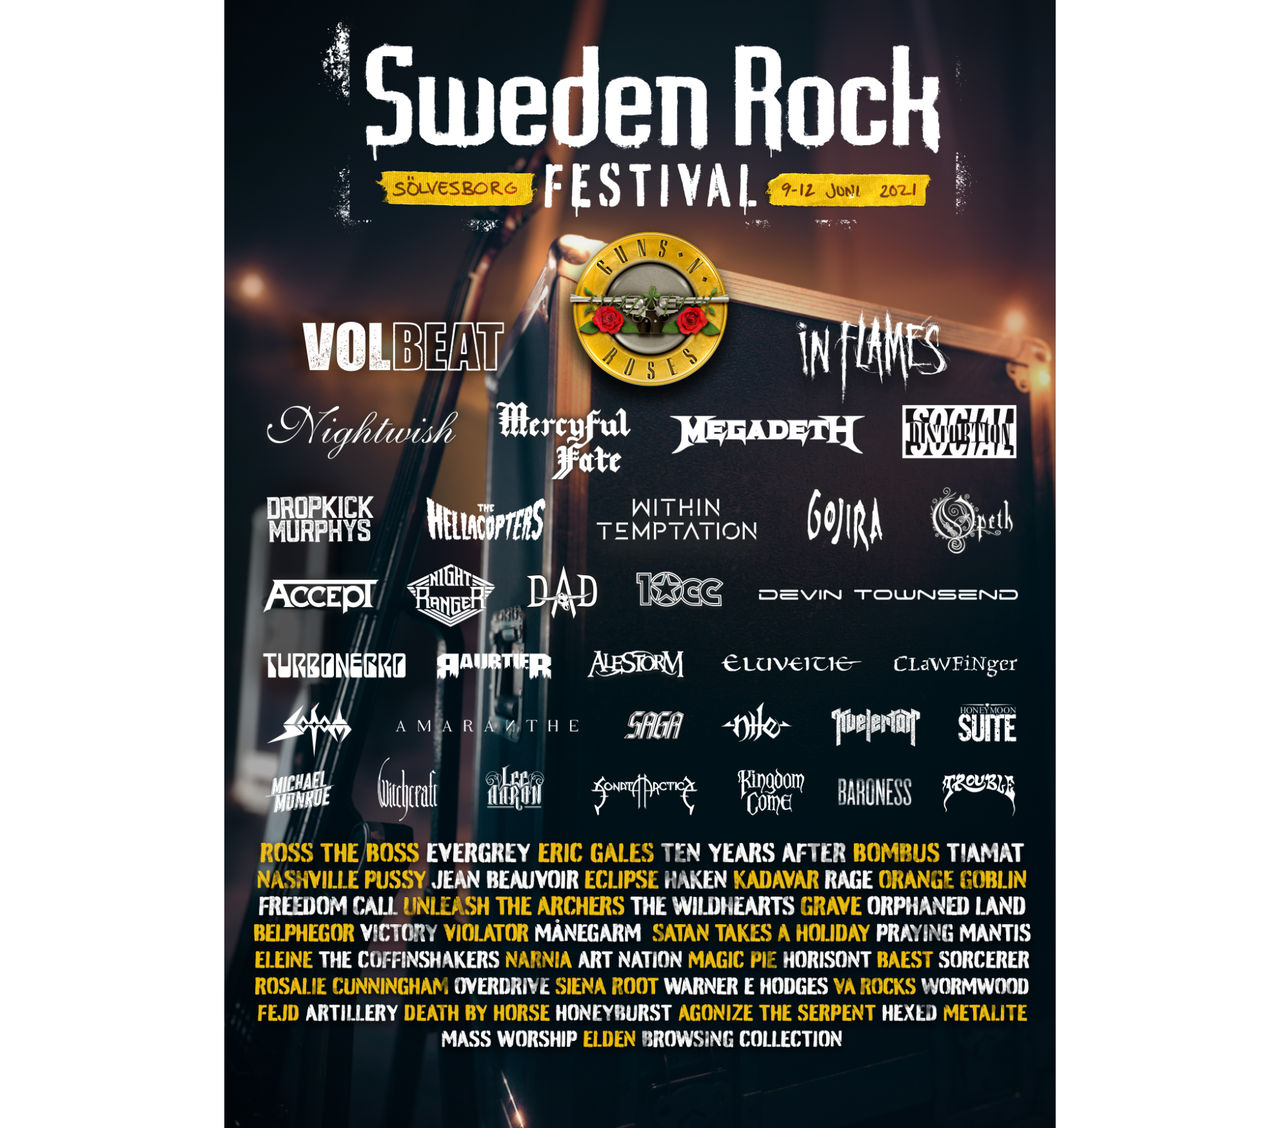 Sweden Rock
SÖLVESBORG FESTIVAL 9-12 JUNI 2021
GUNS N' ROSES
VOLBEAT IN FLAMES
Nightwish Mercyful Fate MEGADETH SOCIAL DISTORTION
DROPKICK MURPHYS THE HELLACOPTERS WITHIN TEMPTATION GOJIRA Opeth
ACCEPT NIGHT RANGER DAD 10CC DEVIN TOWNSEND
TURBONEGRO RAUBTIER ALESTORM ELUVEITIE CLAWFINGER
SODOM AMARANTHE SAGA nile Kvelertak HONEYMOON SUITE
MICHAEL MONROE Witchcraft Lee Aaron SONATA ARCTICA Kingdom Come BARONESS TROUBLE
ROSS THE BOSS EVERGREY ERIC GALES TEN YEARS AFTER BOMBUS TIAMAT
NASHVILLE PUSSY JEAN BEAUVOIR ECLIPSE HAKEN KADAVAR RAGE ORANGE GOBLIN
FREEDOM CALL UNLEASH THE ARCHERS THE WILDHEARTS GRAVE ORPHANED LAND
BELPHEGOR VICTORY VIOLATOR MÅNEGARM SATAN TAKES A HOLIDAY PRAYING MANTIS
ELEINE THE COFFINSHAKERS NARNIA ART NATION MAGIC PIE HORISONT BAEST SORCERER
ROSALIE CUNNINGHAM OVERDRIVE SIENA ROOT WARNER E HODGES VA ROCKS WORMWOOD
FEJD ARTILLERY DEATH BY HORSE HONEYBURST AGONIZE THE SERPENT HEXED METALITE
MASS WORSHIP ELDEN BROWSING COLLECTION